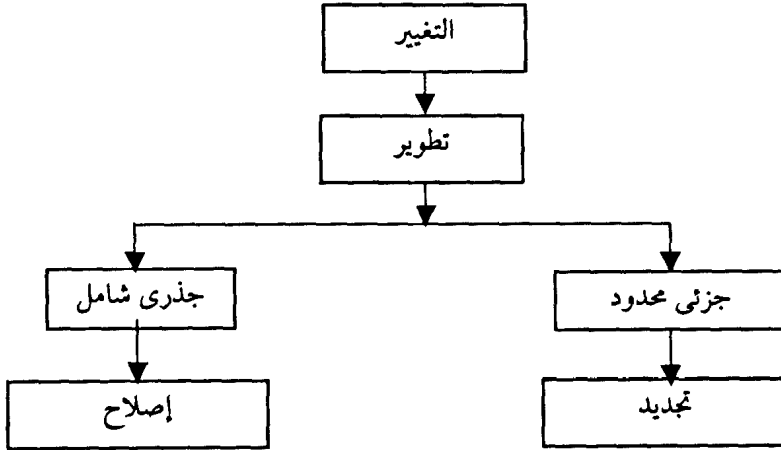 التغيير
تطوير
جزئى محدود
جذرى شامل
تجديد
إصلاح